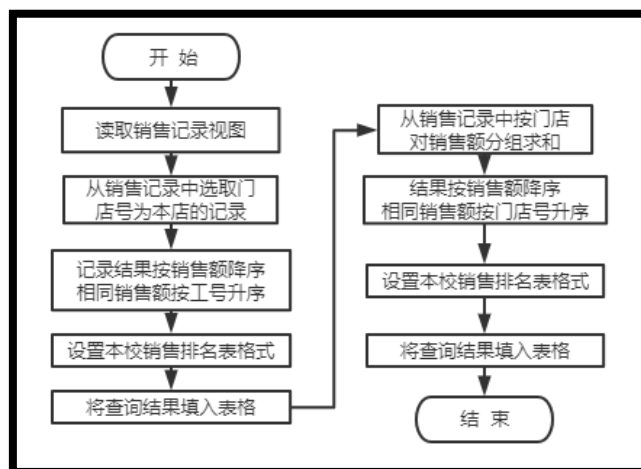 开 始
读取销售记录视图
从销售记录中选取门
店号为本店的记录
记录结果按销售额降序
相同销售额按工号升序
设置本校销售排名表格式
将查询结果填入表格
从销售记录中按门店
对销售额分组求和
结果按销售额降序
相同销售额按门店号升序
设置本校销售排名表格式
将查询结果填入表格
结 束